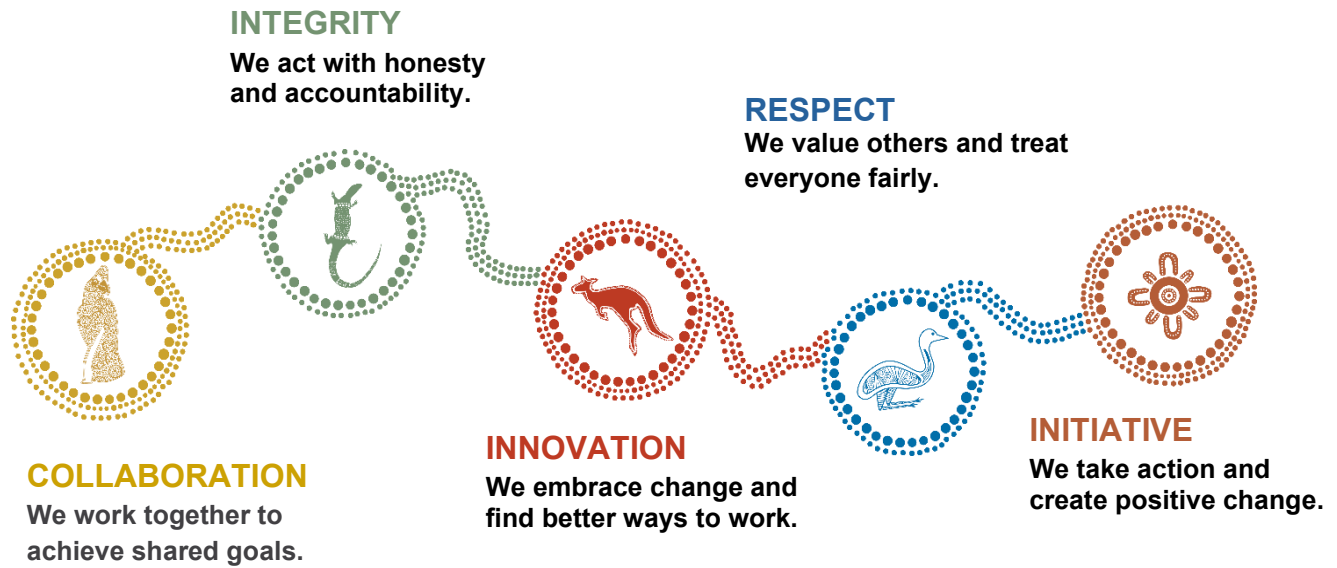 INTEGRITY
We act with honesty
and accountability.
RESPECT
We value others and treat
everyone fairly.
COLLABORATION
We work together to
achieve shared goals.
INNOVATION
We embrace change and
find better ways to work.
INITIATIVE
We take action and
create positive change.